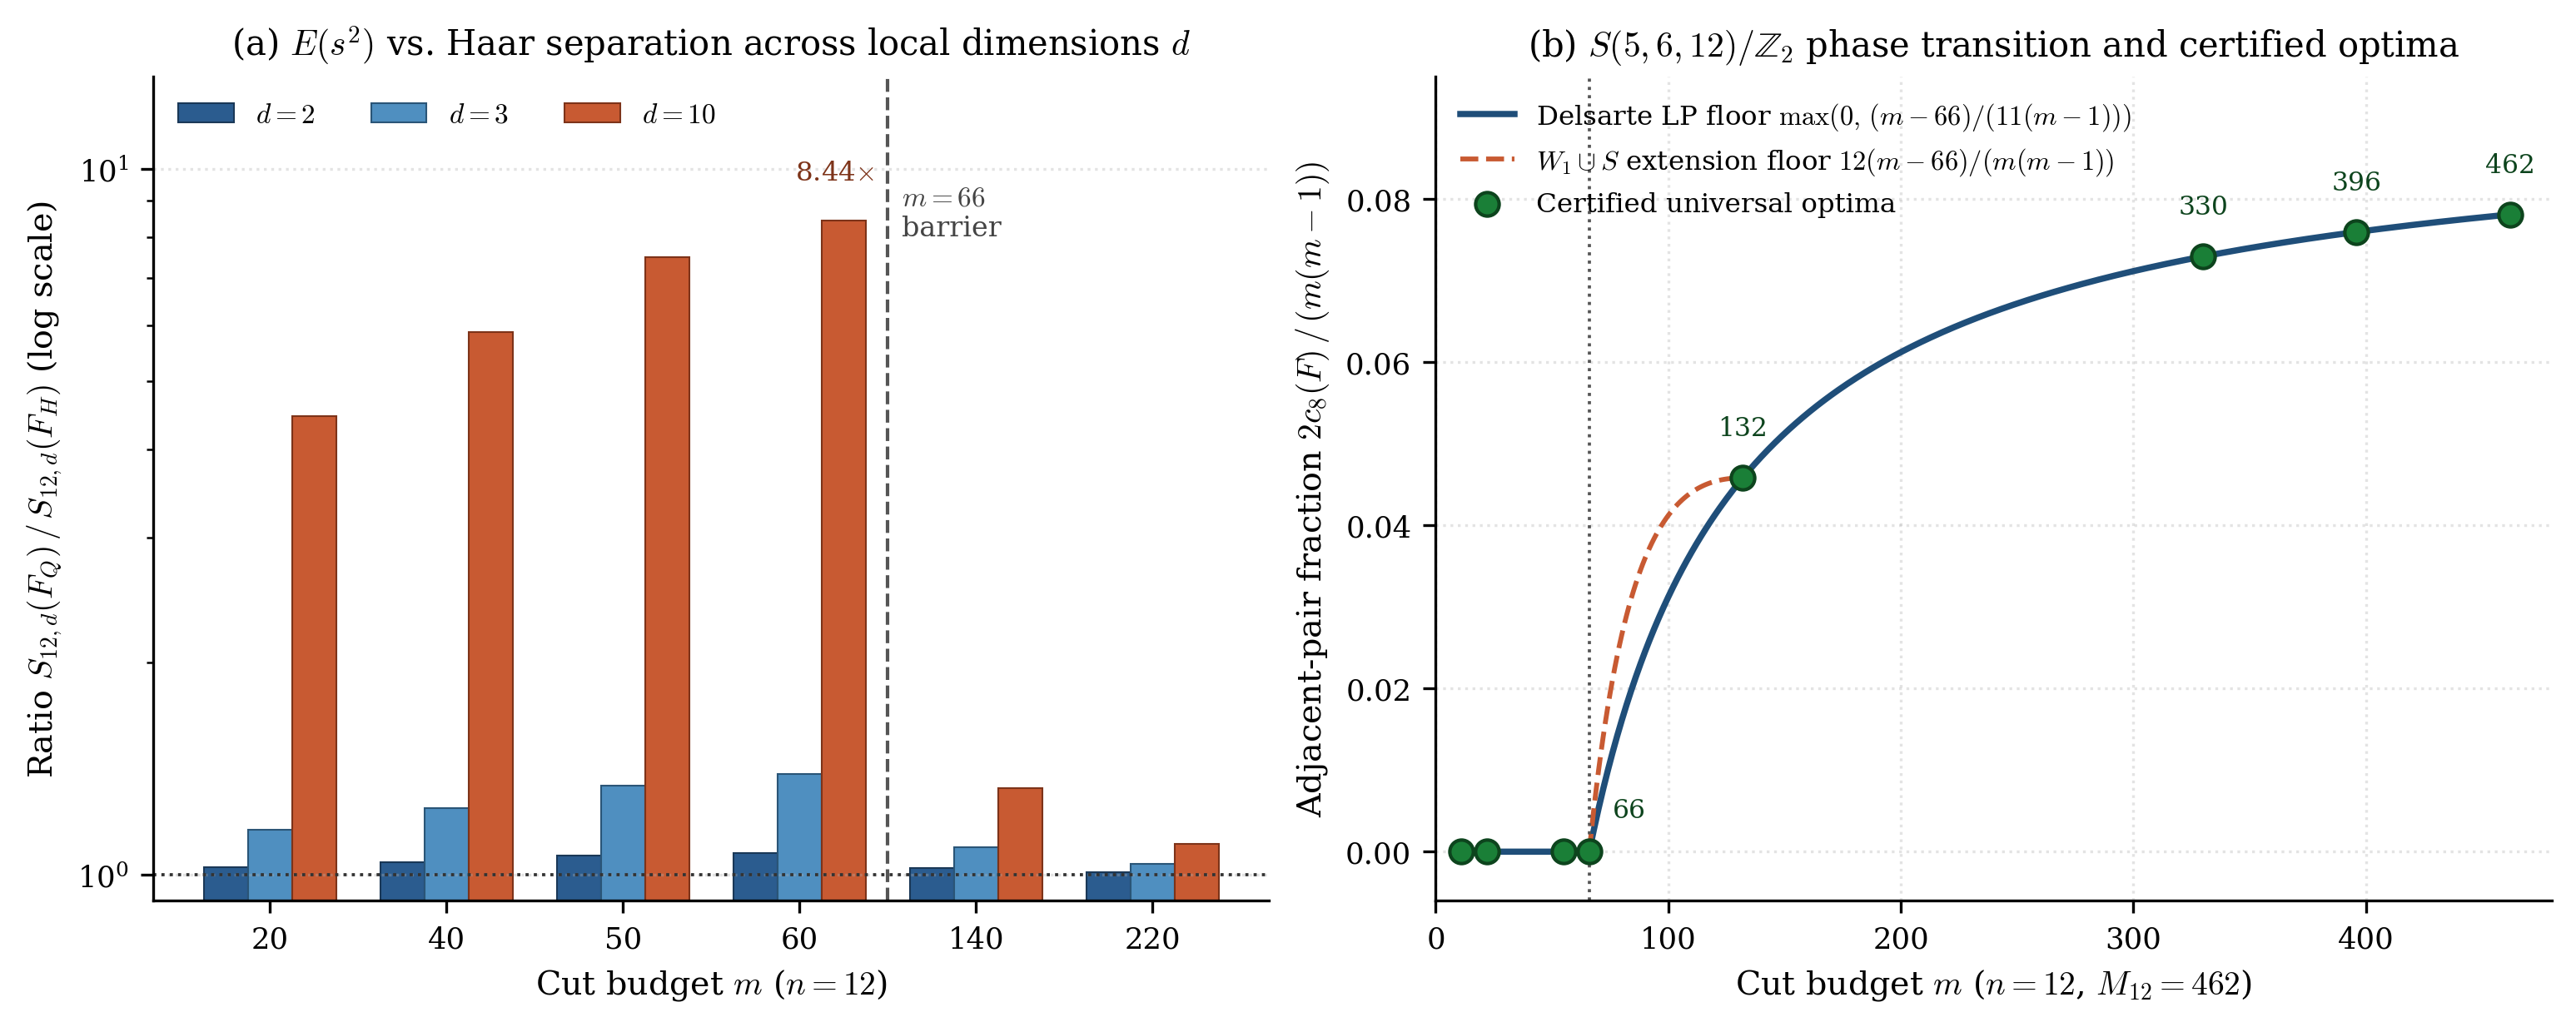 (a) E(s²) vs. Haar separation across local dimensions d
d = 2
d = 3
d = 10
8.44×
m = 66
barrier
10¹
10⁰
Ratio S₁₂,d(F_Q) / S₁₂,d(F_H) (log scale)
20
40
50
60
140
220
Cut budget m (n = 12)
(b) S(5, 6, 12)/ℤ₂ phase transition and certified optima
Delsarte LP floor max(0, (m − 66)/(11(m − 1)))
W₁ ∪ S extension floor 12(m − 66)/(m(m − 1))
Certified universal optima
66
132
330
396
462
0.08
0.06
0.04
0.02
0.00
Adjacent-pair fraction 2c₈(F) / (m(m − 1))
0
100
200
300
400
Cut budget m (n = 12, M₁₂ = 462)